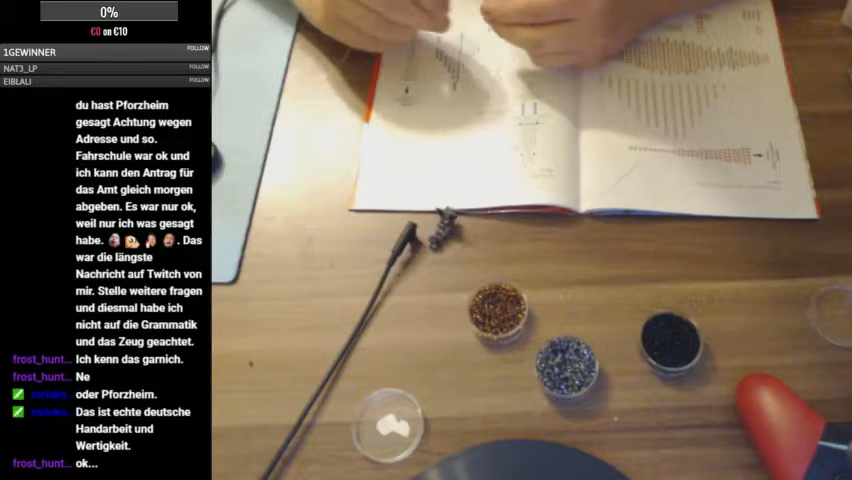 0%
€0 on €10
1GEWINNER FOLLOW
NAT3_LP FOLLOW
EIBLALI FOLLOW
du hast Pforzheim
gesagt Achtung wegen
Adresse und so.
Fahrschule war ok und
ich kann den Antrag für
das Amt gleich morgen
abgeben. Es war nur ok,
weil nur ich was gesagt
habe. . Das
war die längste
Nachricht auf Twitch von
mir. Stelle weitere fragen
und diesmal habe ich
nicht auf die Grammatik
und das Zeug geachtet.
frost_hunt... Ich kenn das garnich.
frost_hunt... Ne
oder Pforzheim.
Das ist echte deutsche
Handarbeit und
Wertigkeit.
frost_hunt... ok...